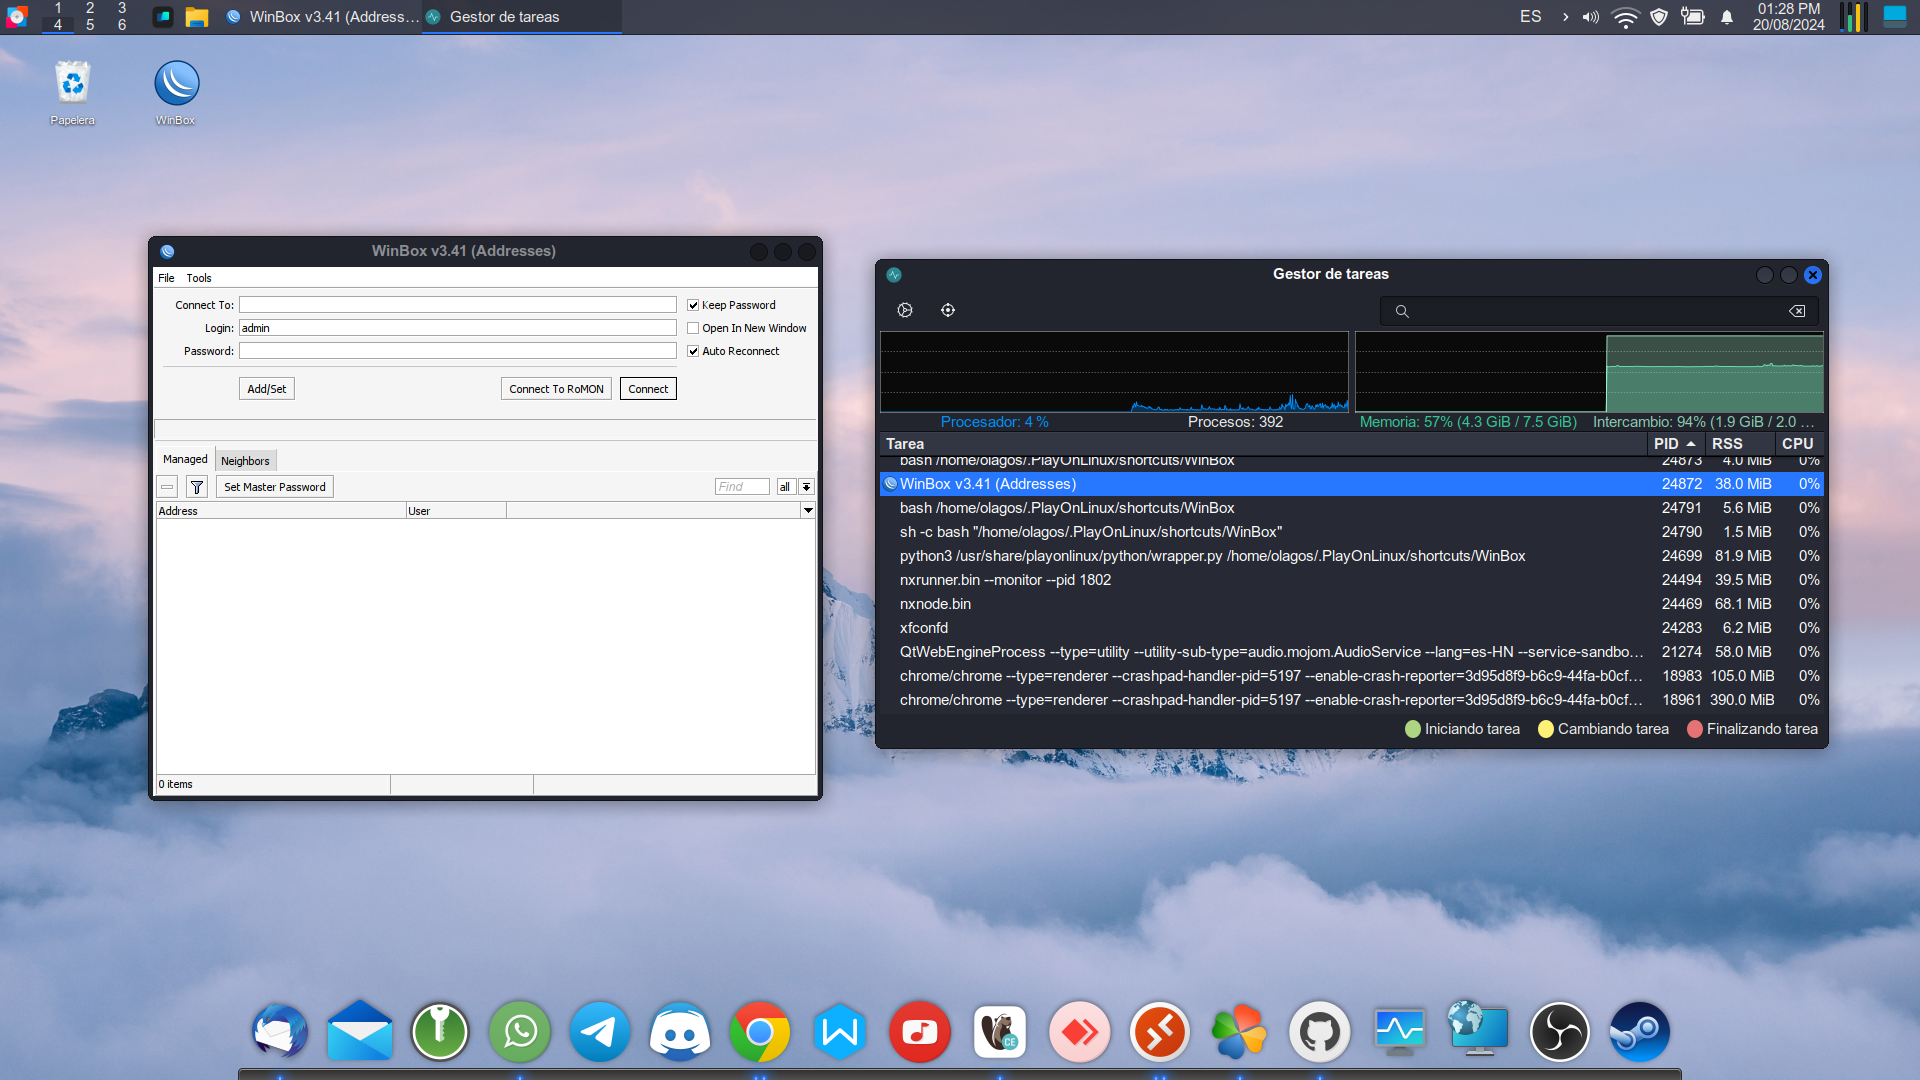 1 2 3
4 5 6
WinBox v3.41 (Address…
Gestor de tareas
ES
01:28 PM
20/08/2024
Papelera
WinBox
WinBox v3.41 (Addresses)
File Tools
Connect To:
Keep Password
Login: admin
Open In New Window
Password:
Auto Reconnect
Add/Set
Connect To RoMON
Connect
Managed
Neighbors
Set Master Password
Find
all
Address
User
0 items
Gestor de tareas
Procesador: 4 %
Procesos: 392
Memoria: 57% (4.3 GiB / 7.5 GiB)
Intercambio: 94% (1.9 GiB / 2.0 …
Tarea PID RSS CPU
bash /home/olagos/.PlayOnLinux/shortcuts/WinBox 24873 4.0 MiB 0%
WinBox v3.41 (Addresses) 24872 38.0 MiB 0%
bash /home/olagos/.PlayOnLinux/shortcuts/WinBox 24791 5.6 MiB 0%
sh -c bash "/home/olagos/.PlayOnLinux/shortcuts/WinBox" 24790 1.5 MiB 0%
python3 /usr/share/playonlinux/python/wrapper.py /home/olagos/.PlayOnLinux/shortcuts/WinBox 24699 81.9 MiB 0%
nxrunner.bin --monitor --pid 1802 24494 39.5 MiB 0%
nxnode.bin 24469 68.1 MiB 0%
xfconfd 24283 6.2 MiB 0%
QtWebEngineProcess --type=utility --utility-sub-type=audio.mojom.AudioService --lang=es-HN --service-sandbo… 21274 58.0 MiB 0%
chrome/chrome --type=renderer --crashpad-handler-pid=5197 --enable-crash-reporter=3d95d8f9-b6c9-44fa-b0cf… 18983 105.0 MiB 0%
chrome/chrome --type=renderer --crashpad-handler-pid=5197 --enable-crash-reporter=3d95d8f9-b6c9-44fa-b0cf… 18961 390.0 MiB 0%
Iniciando tarea
Cambiando tarea
Finalizando tarea
CE